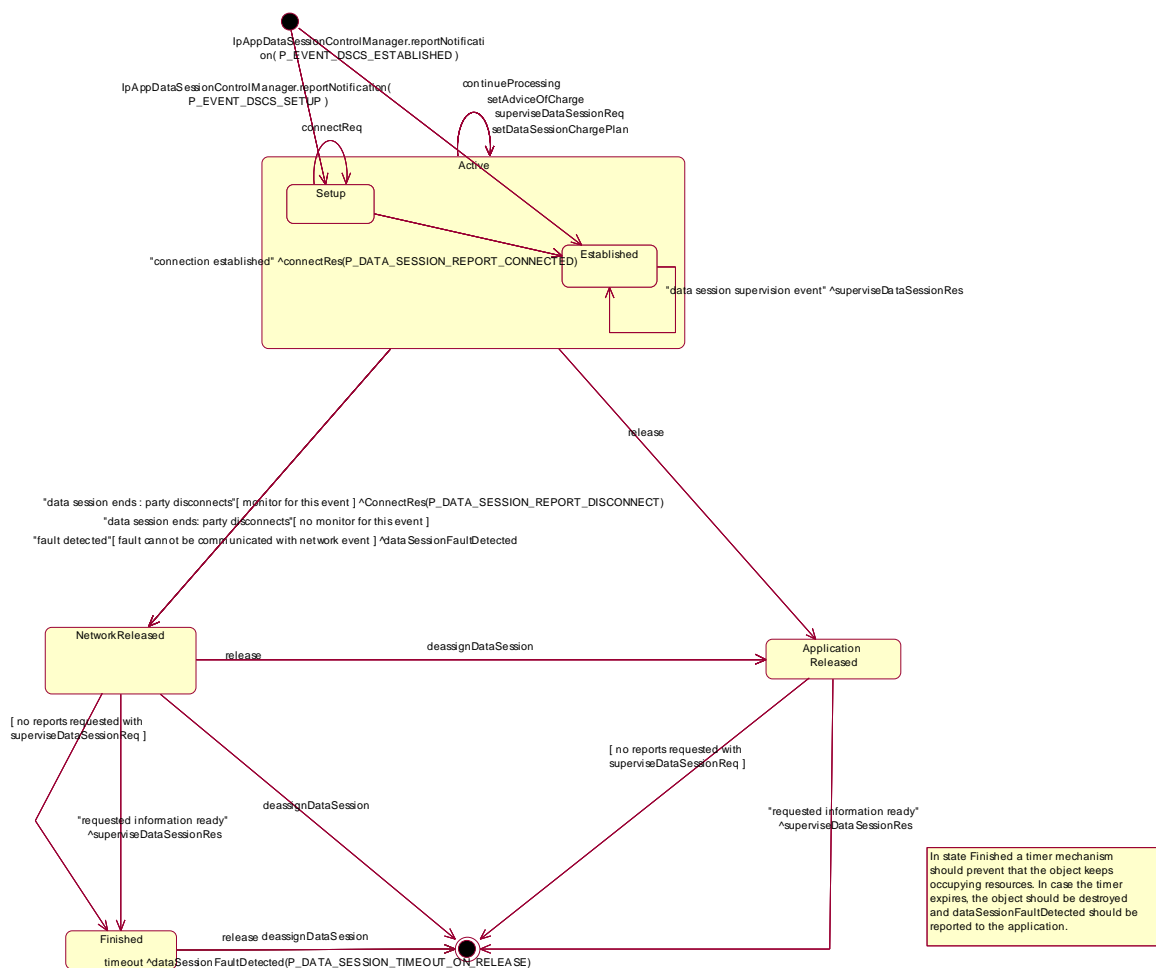 IpAppDataSessionControlManager.reportNotificati
on( P_EVENT_DSCS_ESTABLISHED )
IpAppDataSessionControlManager.reportNotification(
P_EVENT_DSCS_SETUP )
continueProcessing
setAdviceOfCharge
superviseDataSessionReq
setDataSessionChargePlan
connectReq
Active
Setup
Established
"connection established" ^connectRes(P_DATA_SESSION_REPORT_CONNECTED)
"data session supervision event" ^superviseDataSessionRes
release
"data session ends : party disconnects"[ monitor for this event ] ^ConnectRes(P_DATA_SESSION_REPORT_DISCONNECT)
"data session ends: party disconnects"[ no monitor for this event ]
"fault detected"[ fault cannot be communicated with network event ] ^dataSessionFaultDetected
NetworkReleased
release
deassignDataSession
Application
Released
[ no reports requested with
superviseDataSessionReq ]
[ no reports requested with
superviseDataSessionReq ]
deassignDataSession
"requested information ready"
^superviseDataSessionRes
"requested information ready"
^superviseDataSessionRes
In state Finished a timer mechanism
should prevent that the object keeps
occupying resources. In case the timer
expires, the object should be destroyed
and dataSessionFaultDetected should be
reported to the application.
Finished
release
deassignDataSession
timeout ^dataSessionFaultDetected(P_DATA_SESSION_TIMEOUT_ON_RELEASE)